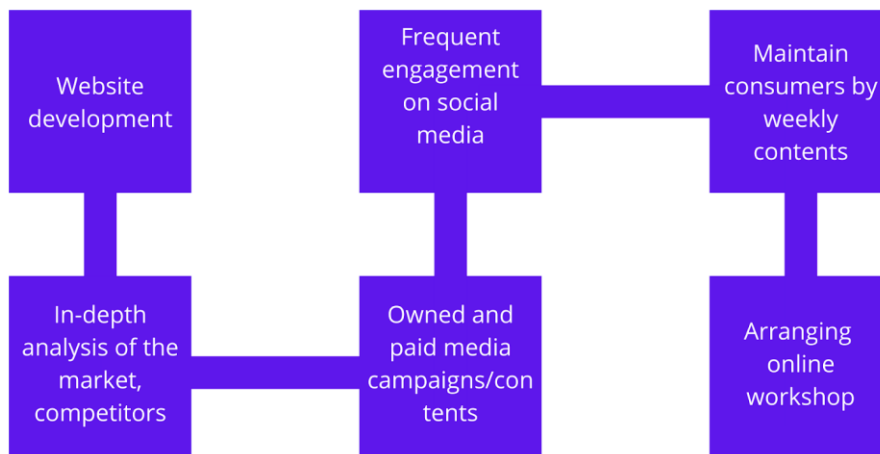 Website
development
In-depth
analysis of the
market,
competitors
Owned and
paid media
campaigns/con
tents
Frequent
engagement
on social
media
Maintain
consumers by
weekly
contents
Arranging
online
workshop